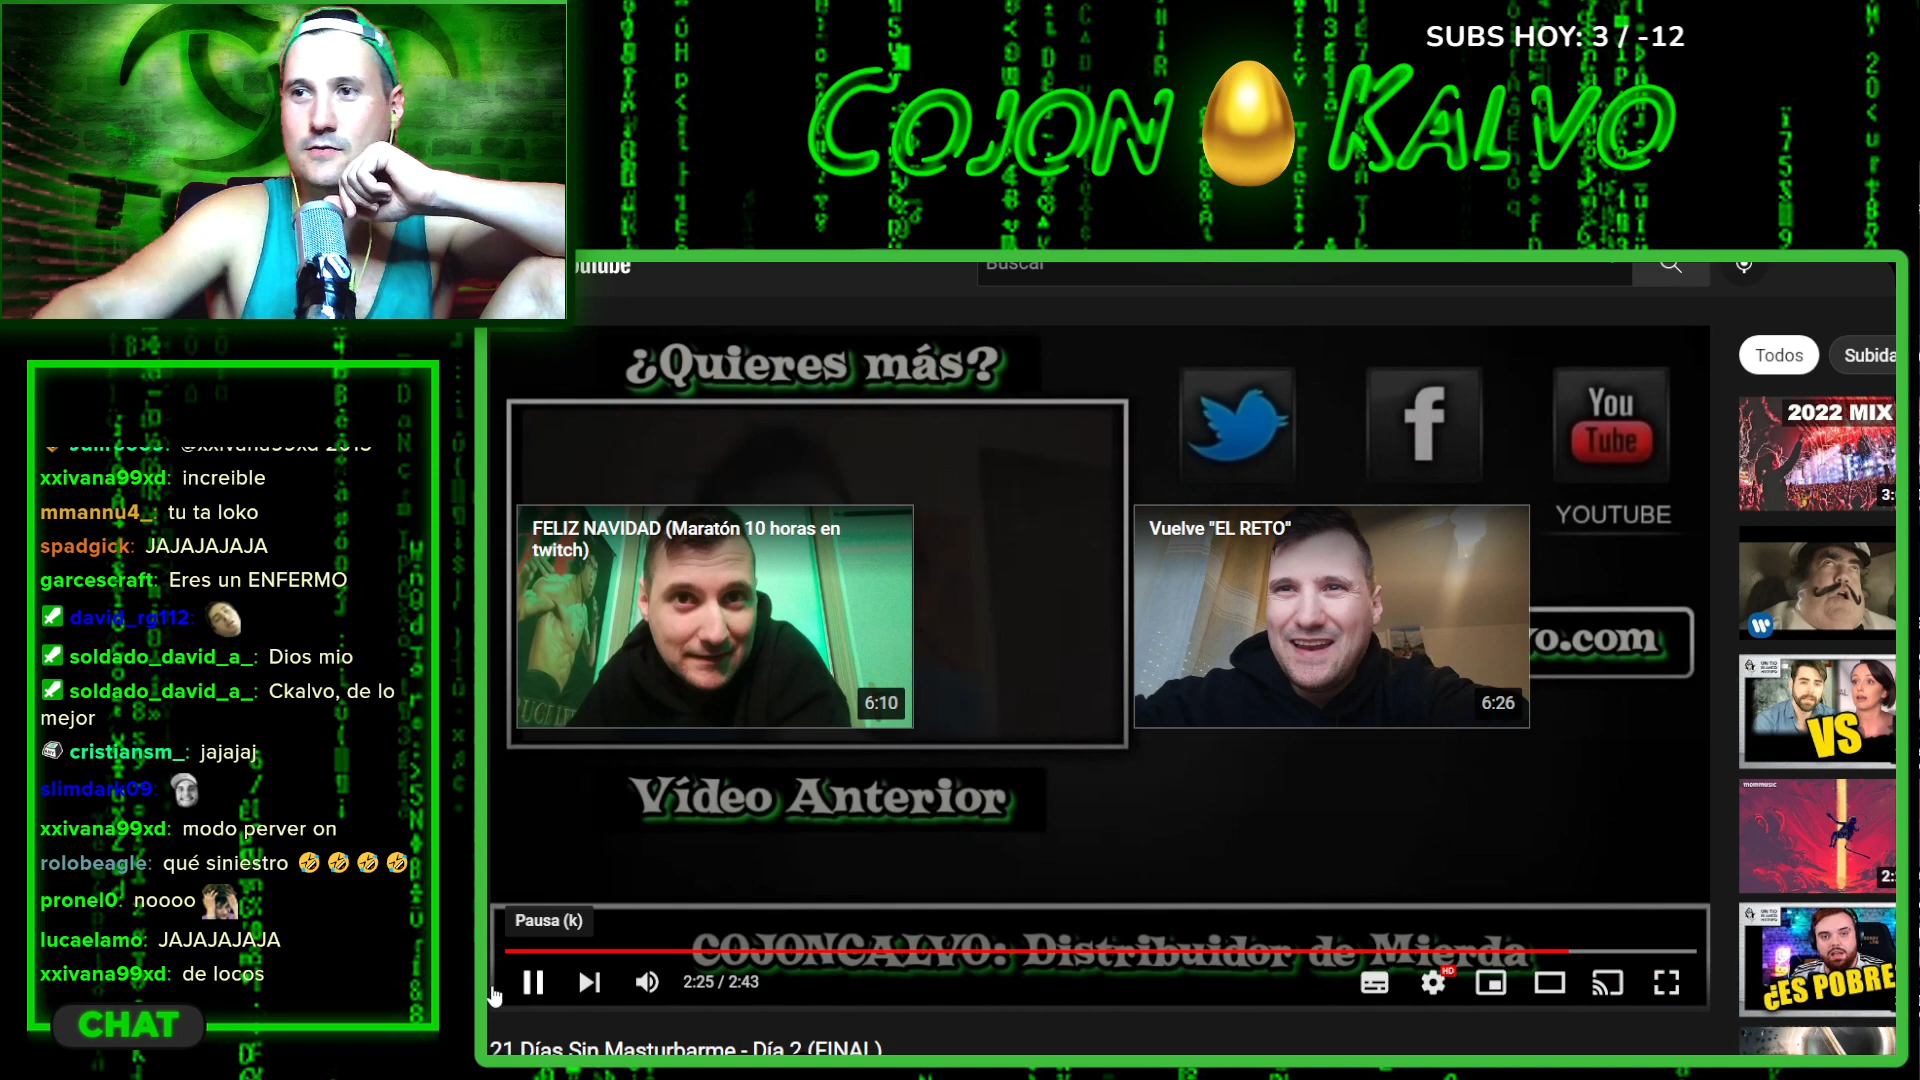 SUBS HOY: 3 / -12
COJON KALVO
Buscar
¿Quieres más?
You
Tube
YOUTUBE
FELIZ NAVIDAD (Maratón 10 horas en
twitch)
6:10
Vuelve "EL RETO"
6:26
Vídeo Anterior
Pausa (k)
COJONCALVO: Distribuidor de Mierda
2:25 / 2:43
HD
21 Días Sin Masturbarme - Día 2 (FINAL)
Todos
Subida
2022 MIX
VS
mommusic
¿ES POBRE
xxivana99xd: increible
mmannu4_: tu ta loko
spadgick: JAJAJAJAJA
garcescraft: Eres un ENFERMO
david_rg112:
soldado_david_a_: Dios mio
soldado_david_a_: Ckalvo, de lo
mejor
cristiansm_: jajajaj
slimdark09:
xxivana99xd: modo perver on
rolobeagle: qué siniestro 🤣 🤣 🤣 🤣
pronel0: noooo
lucaelamo: JAJAJAJAJA
xxivana99xd: de locos
CHAT